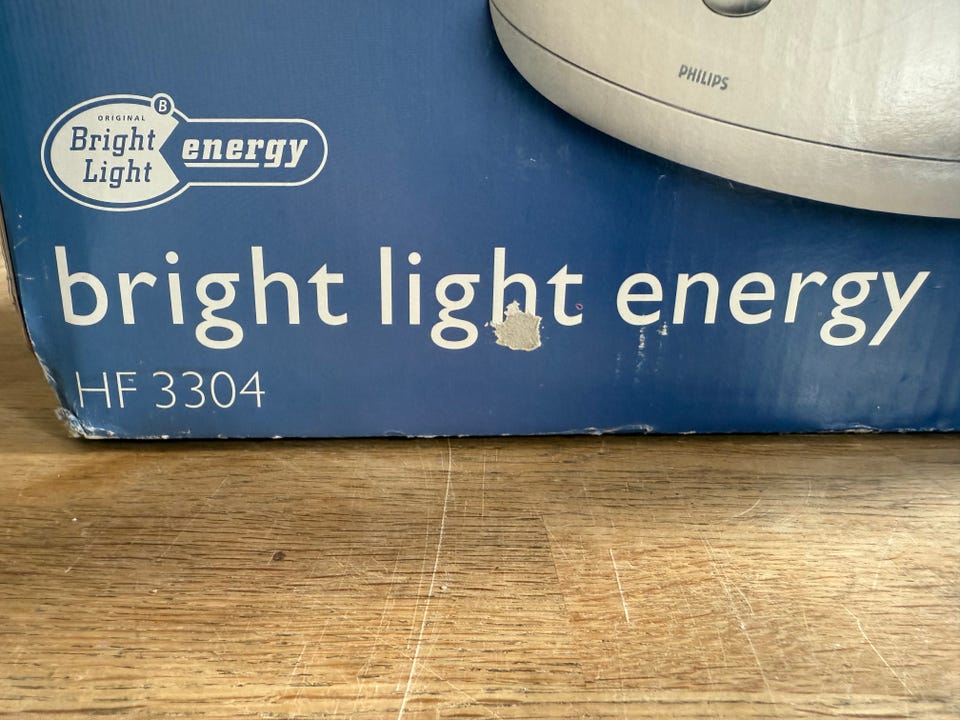 PHILIPS
B
ORIGINAL
Bright
Light
energy
bright light energy
HF 3304